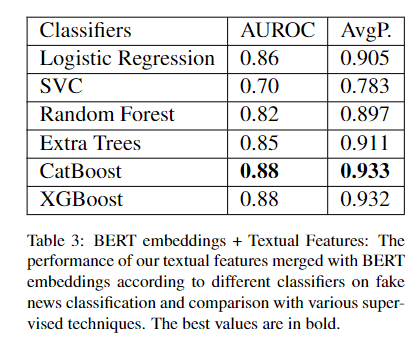 Classifiers AUROC AvgP.
Logistic Regression 0.86 0.905
SVC 0.70 0.783
Random Forest 0.82 0.897
Extra Trees 0.85 0.911
CatBoost 0.88 0.933
XGBoost 0.88 0.932
Table 3: BERT embeddings + Textual Features: The
performance of our textual features merged with BERT
embeddings according to different classifiers on fake
news classification and comparison with various super-
vised techniques. The best values are in bold.